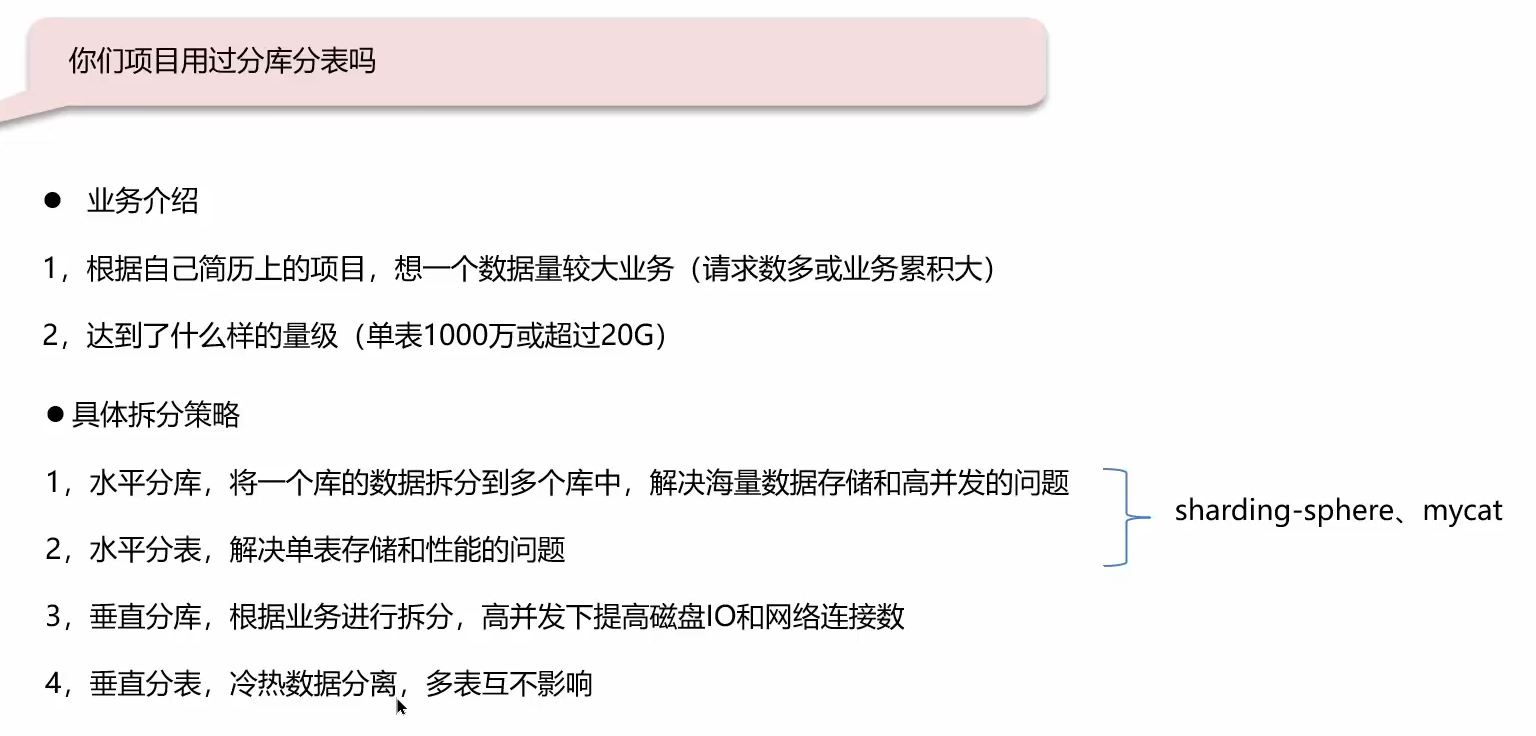 你们项目用过分库分表吗
● 业务介绍
1，根据自己简历上的项目，想一个数据量较大业务（请求数多或业务累积大）
2，达到了什么样的量级（单表1000万或超过20G）
●具体拆分策略
1，水平分库，将一个库的数据拆分到多个库中，解决海量数据存储和高并发的问题
sharding-sphere、mycat
2，水平分表，解决单表存储和性能的问题
3，垂直分库，根据业务进行拆分，高并发下提高磁盘IO和网络连接数
4，垂直分表，冷热数据分离，多表互不影响